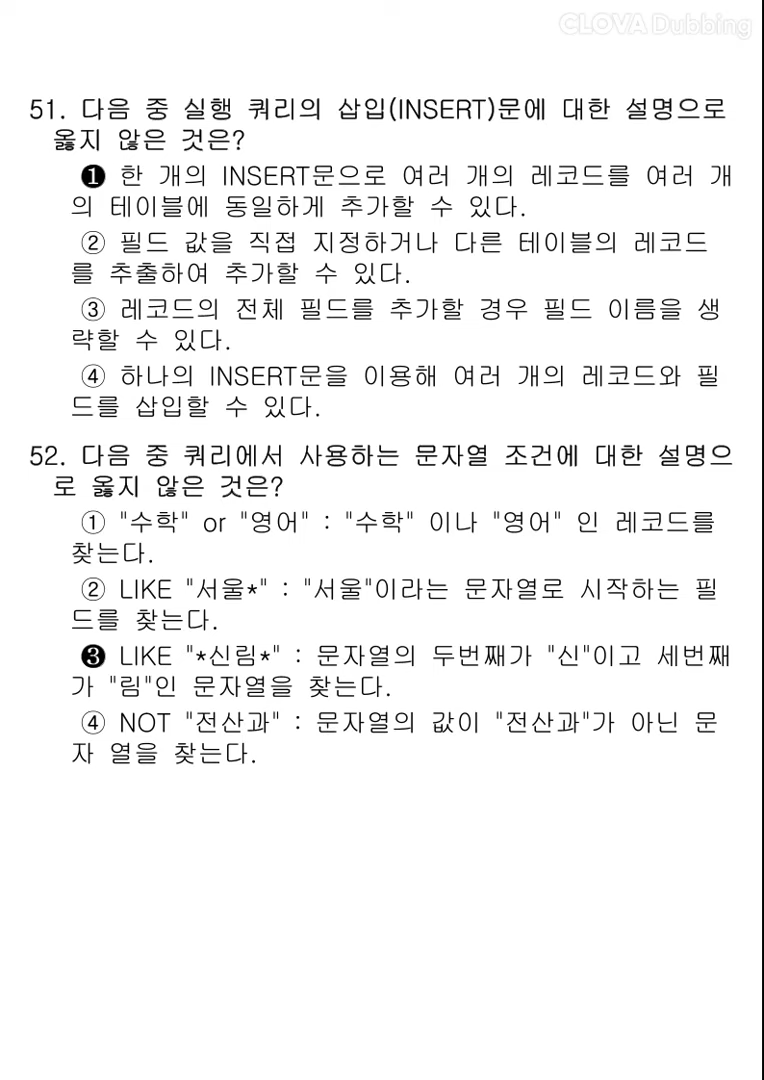 CLOVA Dubbing
51. 다음 중 실행 쿼리의 삽입(INSERT)문에 대한 설명으로
옳지 않은 것은?
❶ 한 개의 INSERT문으로 여러 개의 레코드를 여러 개
의 테이블에 동일하게 추가할 수 있다.
② 필드 값을 직접 지정하거나 다른 테이블의 레코드
를 추출하여 추가할 수 있다.
③ 레코드의 전체 필드를 추가할 경우 필드 이름을 생
략할 수 있다.
④ 하나의 INSERT문을 이용해 여러 개의 레코드와 필
드를 삽입할 수 있다.
52. 다음 중 쿼리에서 사용하는 문자열 조건에 대한 설명으
로 옳지 않은 것은?
① "수학" or "영어" : "수학" 이나 "영어" 인 레코드를
찾는다.
② LIKE "서울*" : "서울"이라는 문자열로 시작하는 필
드를 찾는다.
❸ LIKE "*신림*" : 문자열의 두번째가 "신"이고 세번째
가 "림"인 문자열을 찾는다.
④ NOT "전산과" : 문자열의 값이 "전산과"가 아닌 문
자 열을 찾는다.